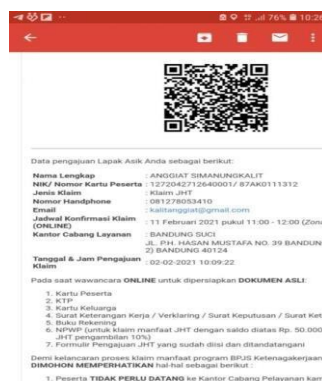 76% 10:26
Data pengajuan Lapak Asik Anda sebagai berikut:
Nama Lengkap : ANGGIAT SIMANUNGKALIT
NIK/ Nomor Kartu Peserta : 1272042712640001/ 87AK0111312
Jenis Klaim : Klaim JHT
Nomor Handphone : 081278053410
Email : kalitanggiat@gmail.com
Jadwal Konfirmasi Klaim : 11 Februari 2021 pukul 11:00 - 12:00 (Zona
(ONLINE)
Kantor Cabang Layanan : BANDUNG SUCI
JL. P.H. HASAN MUSTAFA NO. 39 BANDUN
2) BANDUNG 40124
Tanggal & Jam Pengajuan : 02-02-2021 10:09:22
Klaim
Pada saat wawancara ONLINE untuk dipersiapkan DOKUMEN ASLI:
1. Kartu Peserta
2. KTP
3. Kartu Keluarga
4. Surat Keterangan Kerja / Verklaring / Surat Keputusan / Surat Ket
5. Buku Rekening
6. NPWP (untuk klaim manfaat JHT dengan saldo diatas Rp. 50.000
JHT pengambilan 10%)
7. Formulir Pengajuan JHT yang sudah diisi dan ditandatangani
Demi kelancaran proses klaim manfaat program BPJS Ketenagakerjaan
DIMOHON MEMPERHATIKAN hal-hal sebagai berikut :
1. Peserta TIDAK PERLU DATANG ke Kantor Cabang Pelayanan kam